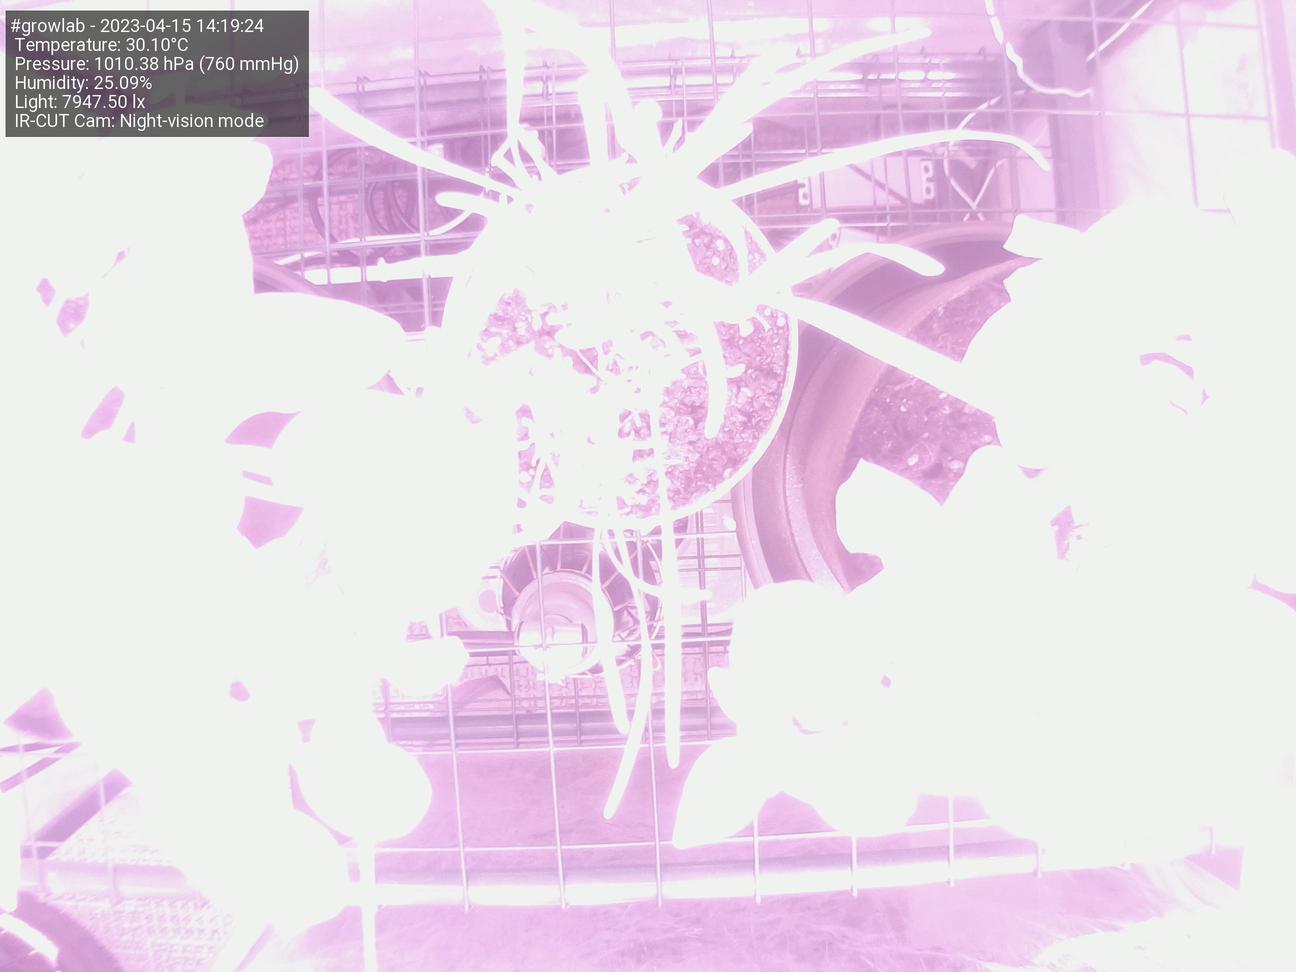 #growlab - 2023-04-15 14:19:24
Temperature: 30.10°C
Pressure: 1010.38 hPa (760 mmHg)
Humidity: 25.09%
Light: 7947.50 lx
IR-CUT Cam: Night-vision mode